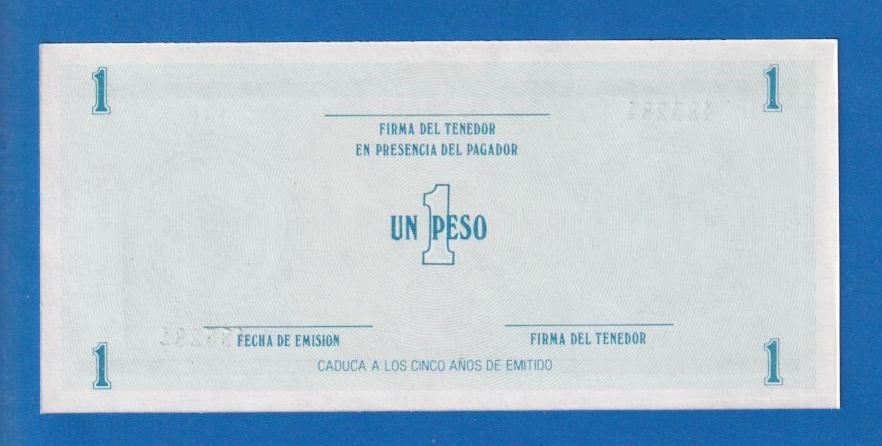 1 1
FIRMA DEL TENEDOR
EN PRESENCIA DEL PAGADOR
1
UN PESO
FECHA DE EMISION FIRMA DEL TENEDOR
CADUCA A LOS CINCO AÑOS DE EMITIDO
1 1